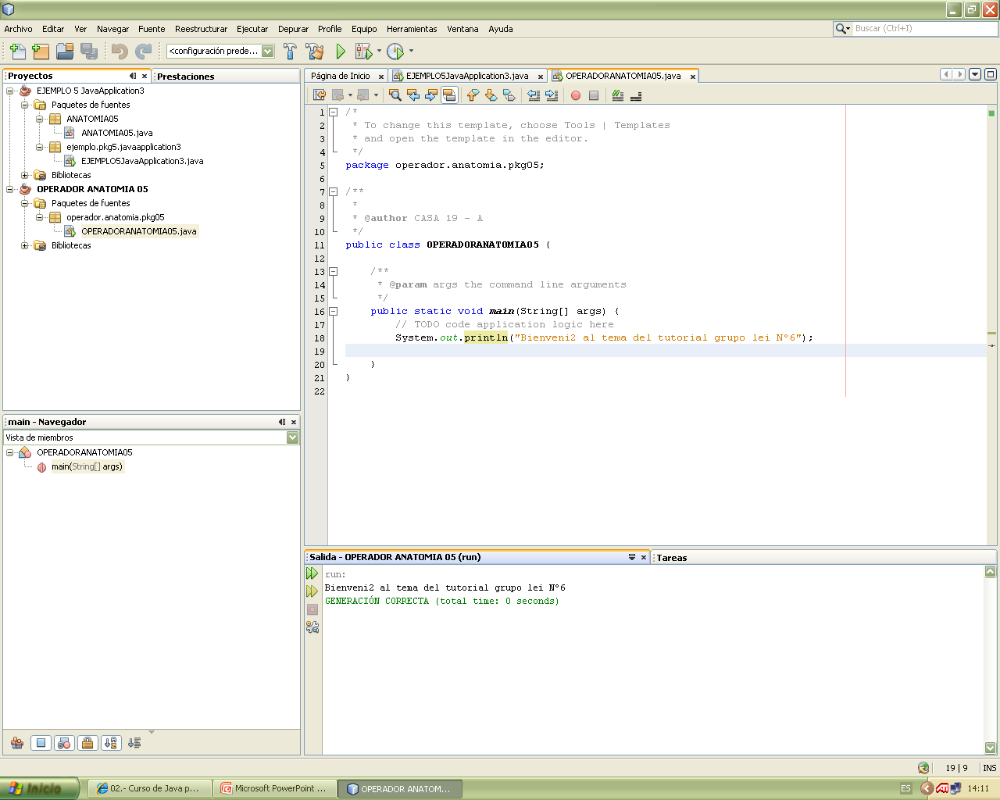 Archivo Editar Ver Navegar Fuente Reestructurar Ejecutar Depurar Profile Equipo Herramientas Ventana Ayuda
Buscar (Ctrl+I)
<configuración prede...
Proyectos
Prestaciones
EJEMPLO 5 JavaApplication3
Paquetes de fuentes
ANATOMIA05
ANATOMIA05.java
ejemplo.pkg5.javaapplication3
EJEMPLO5JavaApplication3.java
Bibliotecas
OPERADOR ANATOMIA 05
Paquetes de fuentes
operador.anatomia.pkg05
OPERADORANATOMIA05.java
Bibliotecas
main - Navegador
Vista de miembros
OPERADORANATOMIA05
main(String[] args)
Página de Inicio
EJEMPLO5JavaApplication3.java
OPERADORANATOMIA05.java
1 /*
2 * To change this template, choose Tools | Templates
3 * and open the template in the editor.
4 */
5 package operador.anatomia.pkg05;
6
7 /**
8 *
9 * @author CASA 19 - A
10 */
11 public class OPERADORANATOMIA05 {
12
13 /**
14 * @param args the command line arguments
15 */
16 public static void main(String[] args) {
17 // TODO code application logic here
18 System.out.println("Bienveni2 al tema del tutorial grupo lei Nº6");
19
20 }
21 }
22
Salida - OPERADOR ANATOMIA 05 (run)
Tareas
run:
Bienveni2 al tema del tutorial grupo lei Nº6
GENERACIÓN CORRECTA (total time: 0 seconds)
19 | 9 INS
Inicio
02.- Curso de Java p...
Microsoft PowerPoint ...
OPERADOR ANATOM...
ES
14:11